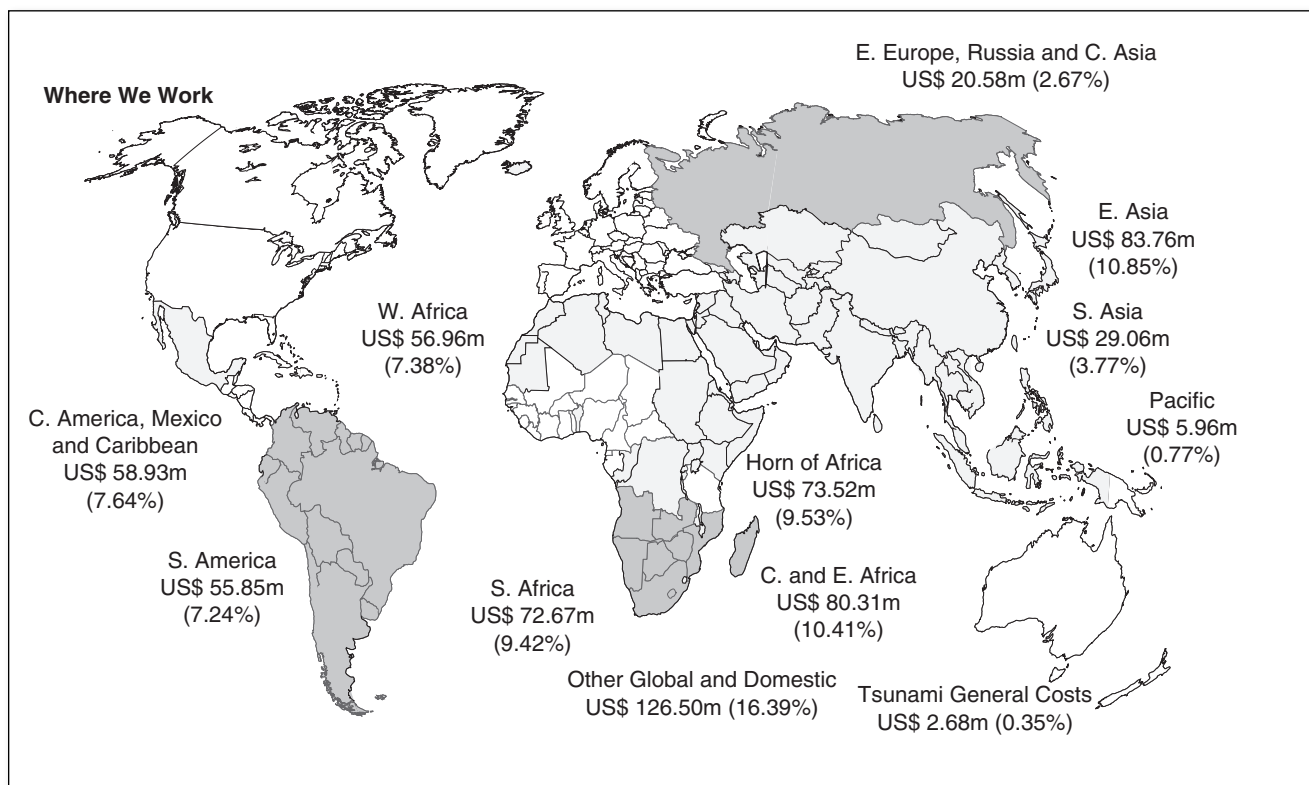 Where We Work
E. Europe, Russia and C. Asia
US$ 20.58m (2.67%)
E. Asia
US$ 83.76m
(10.85%)
W. Africa
US$ 56.96m
(7.38%)
S. Asia
US$ 29.06m
(3.77%)
Pacific
US$ 5.96m
(0.77%)
C. America, Mexico
and Caribbean
US$ 58.93m
(7.64%)
Horn of Africa
US$ 73.52m
(9.53%)
S. America
US$ 55.85m
(7.24%)
S. Africa
US$ 72.67m
(9.42%)
C. and E. Africa
US$ 80.31m
(10.41%)
Other Global and Domestic
US$ 126.50m (16.39%)
Tsunami General Costs
US$ 2.68m (0.35%)